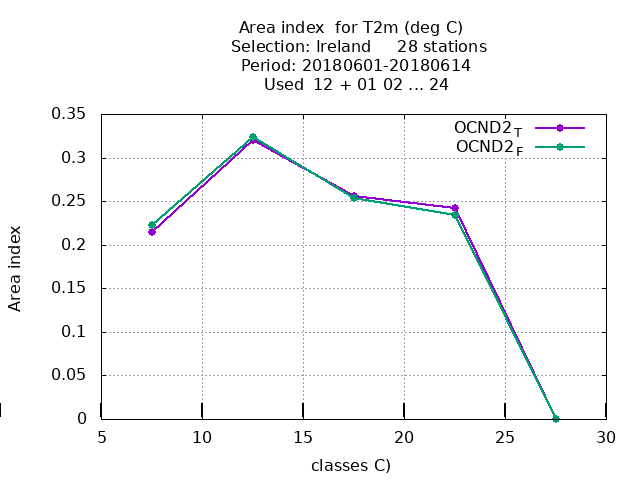 Area index  for T2m (deg C)
Selection: Ireland     28 stations
Period: 20180601-20180614
Used  12 + 01 02 ... 24
OCND2T
OCND2F
0.35
0.3
0.25
0.2
0.15
0.1
0.05
0
Area index
5 10 15 20 25 30
classes C)